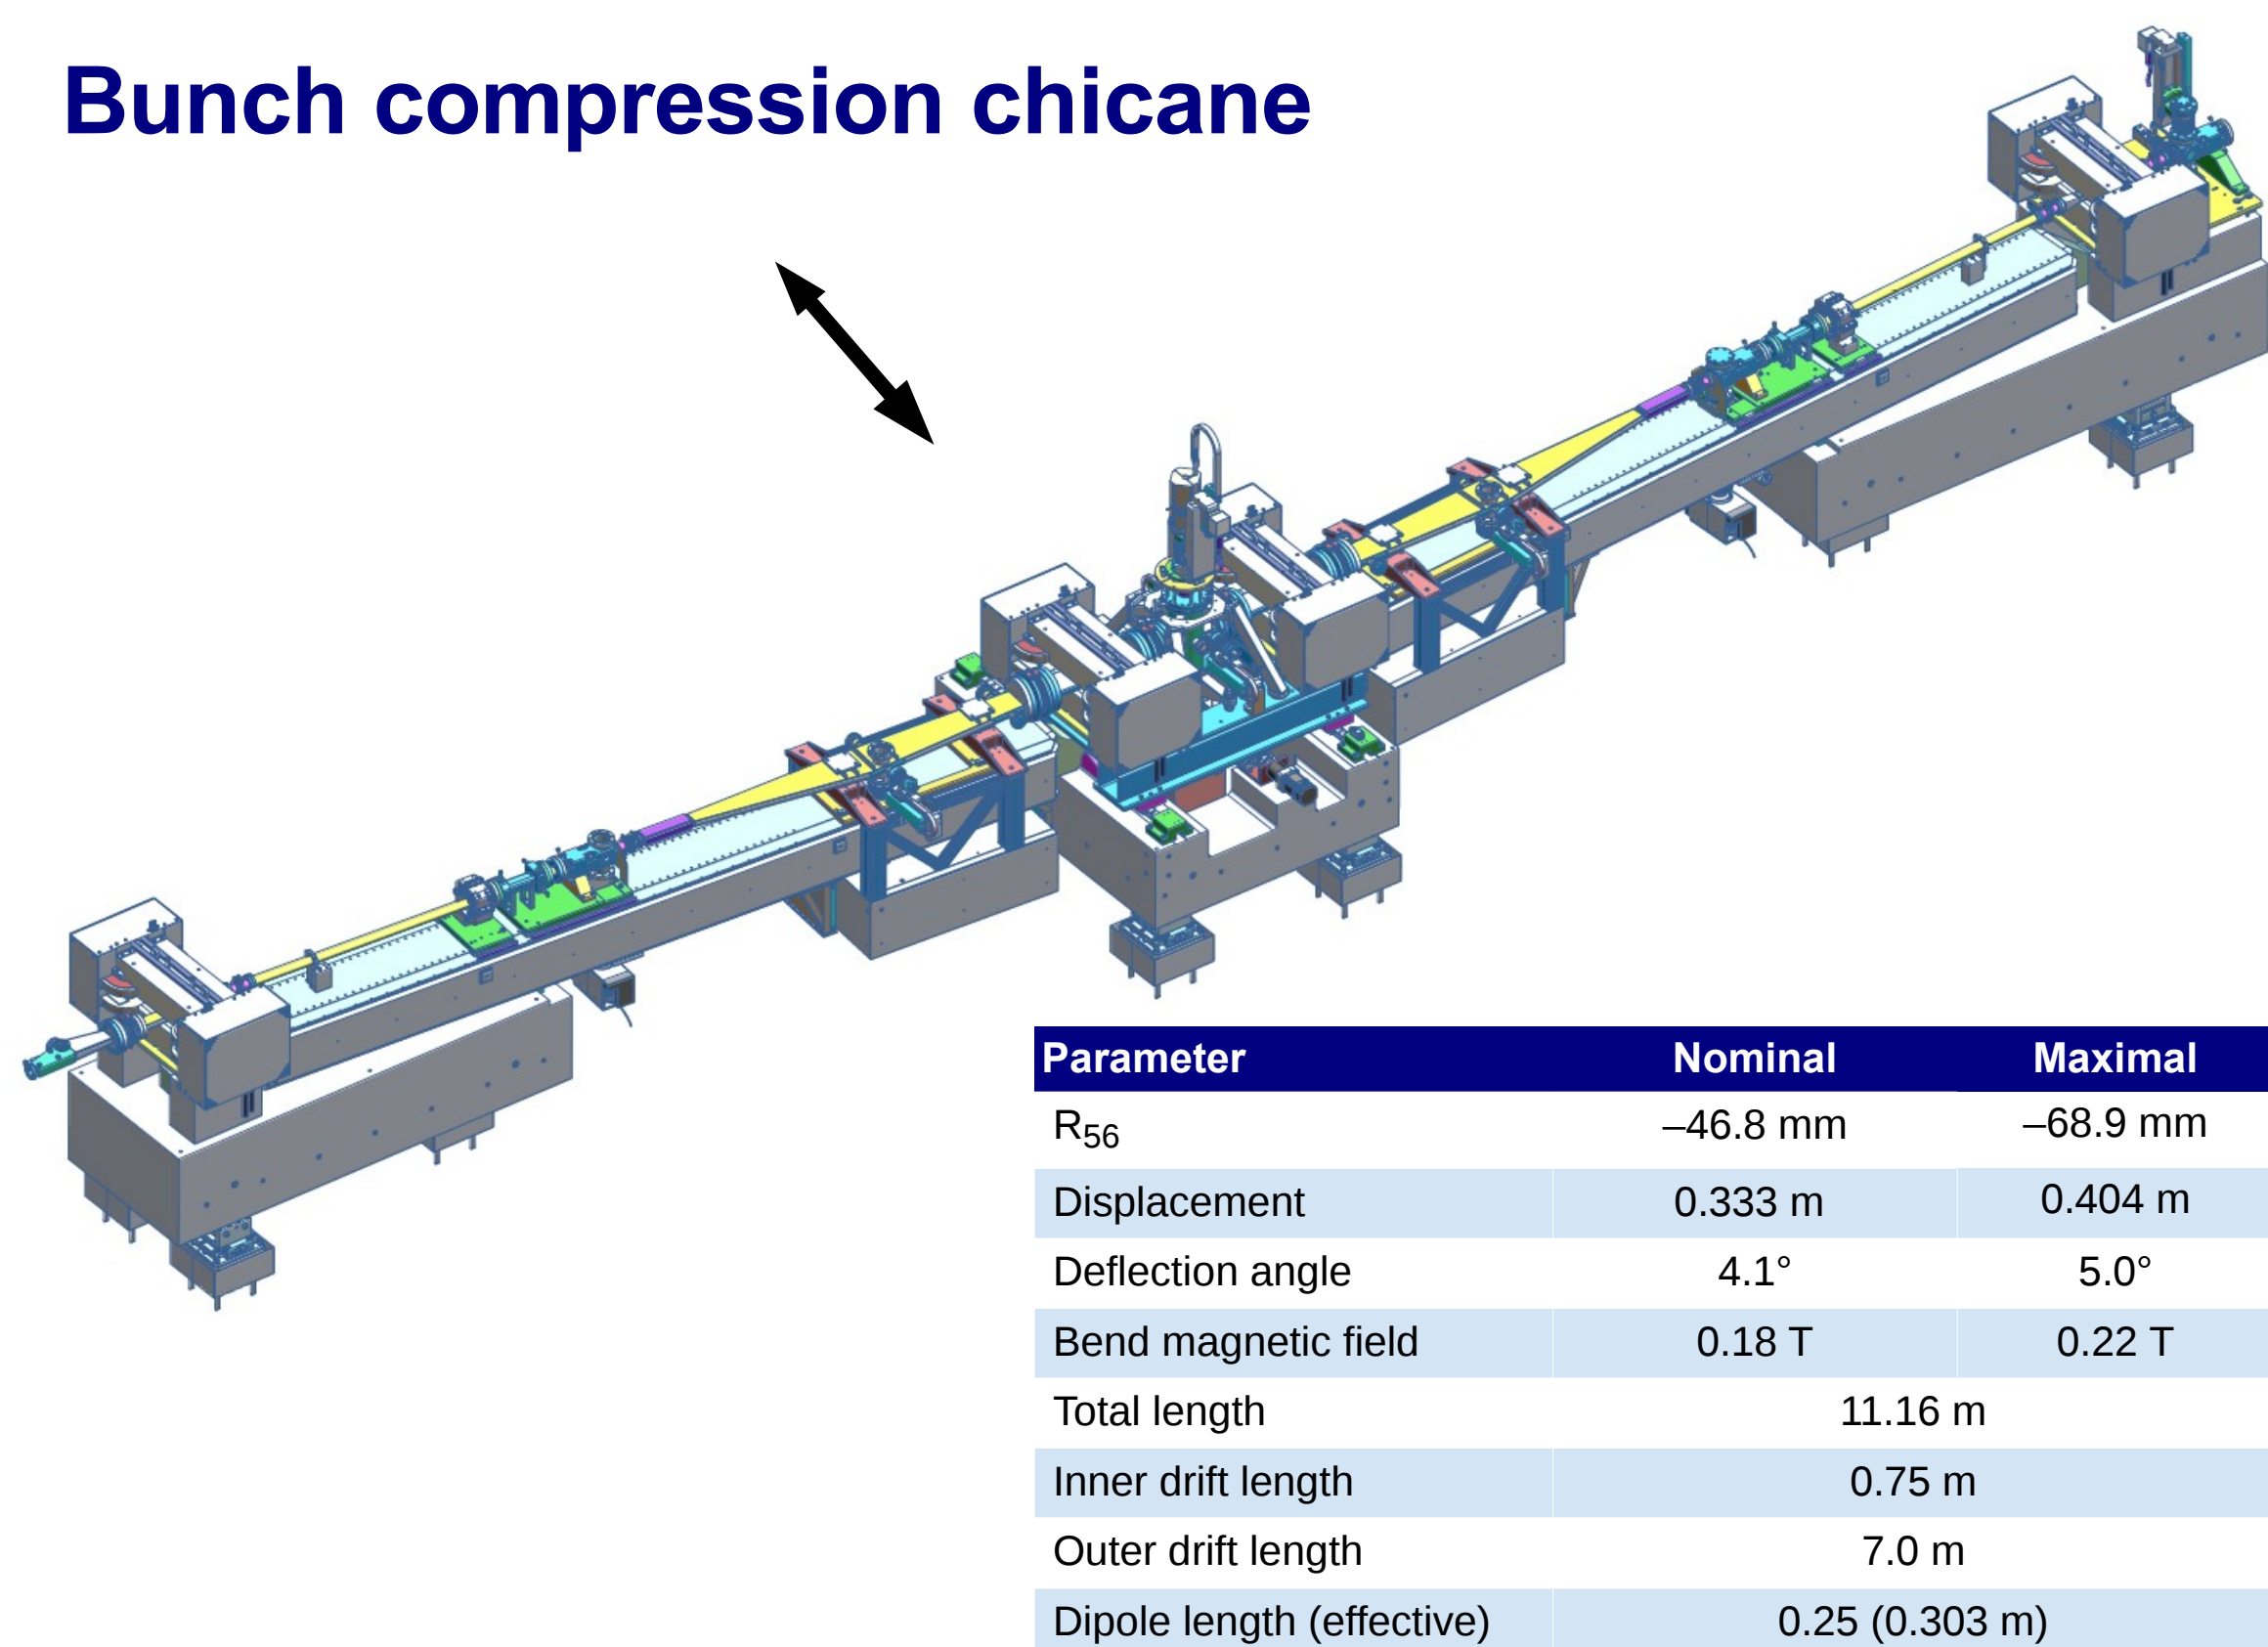 Bunch compression chicane
Parameter Nominal Maximal
R56 –46.8 mm –68.9 mm
Displacement 0.333 m 0.404 m
Deflection angle 4.1° 5.0°
Bend magnetic field 0.18 T 0.22 T
Total length 11.16 m
Inner drift length 0.75 m
Outer drift length 7.0 m
Dipole length (effective) 0.25 (0.303 m)